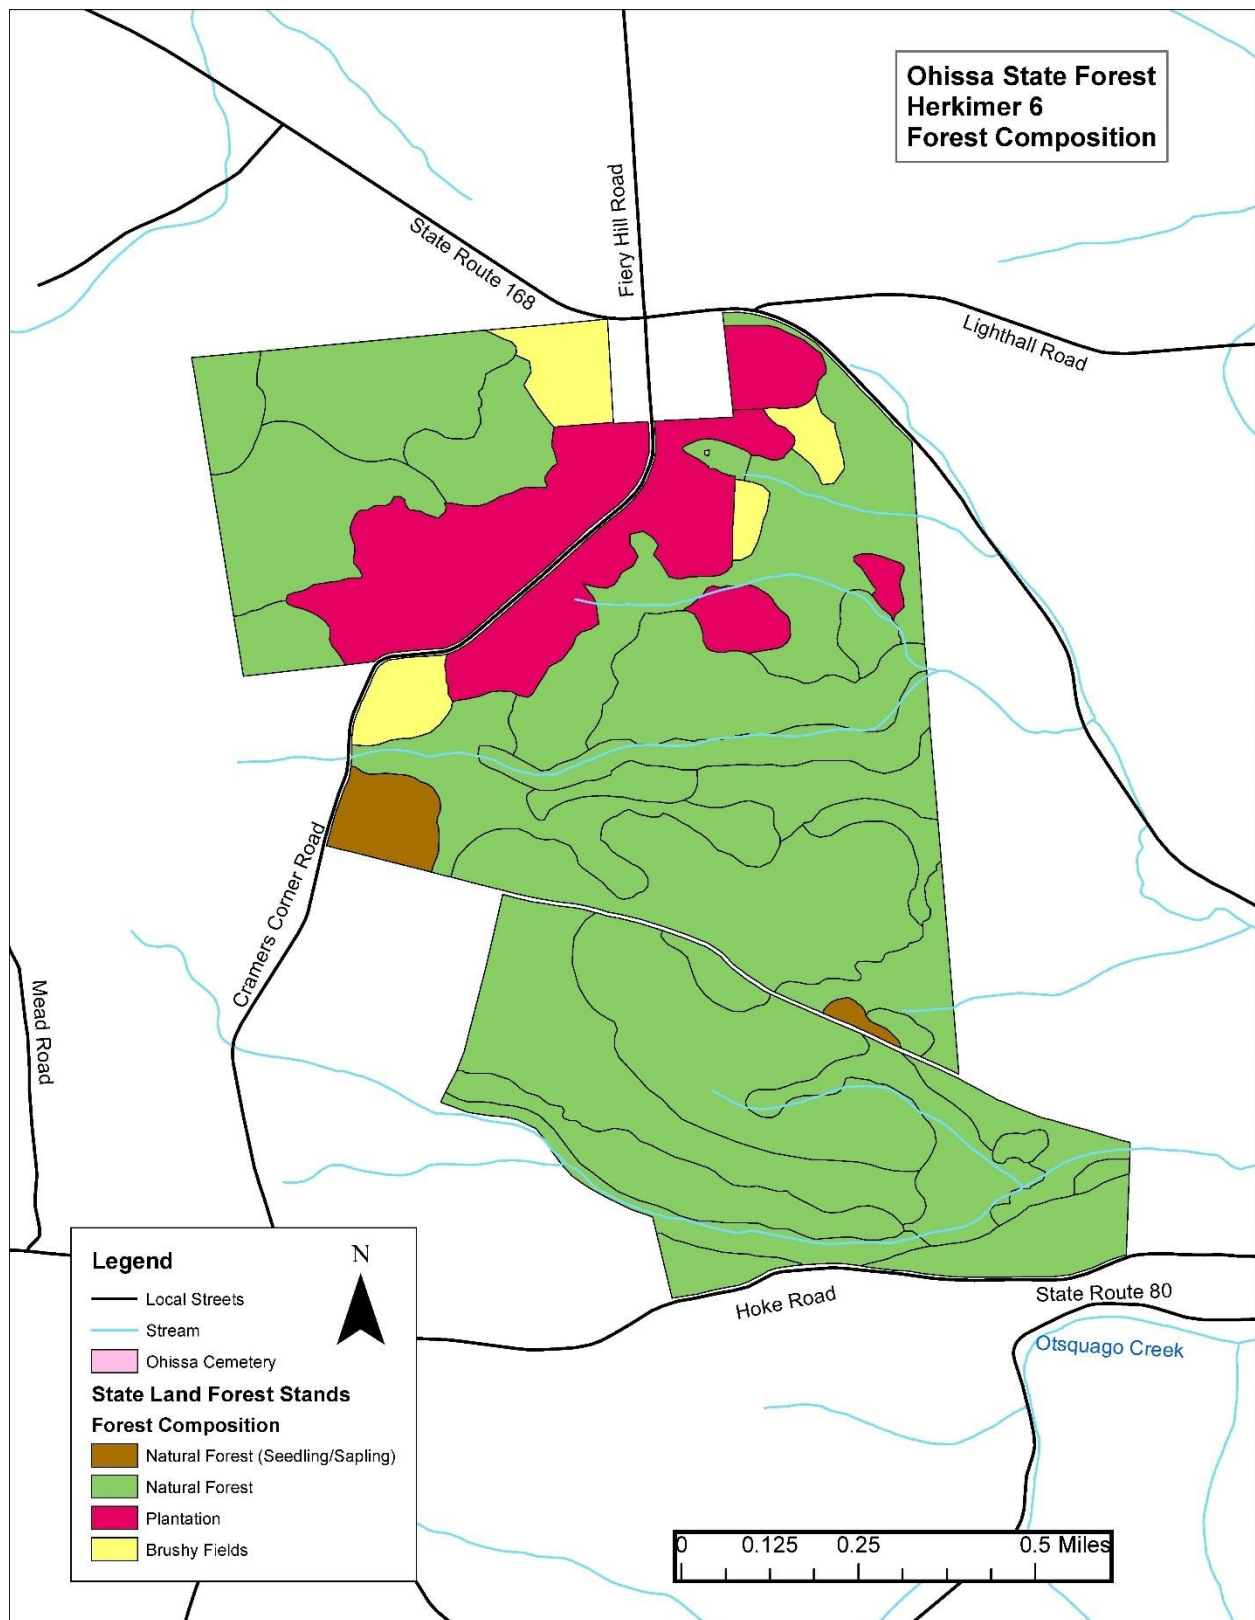 Ohissa State Forest
Herkimer 6
Forest Composition
Fiery Hill Road
State Route 168
Lighthall Road
Cramers Corner Road
Mead Road
Hoke Road
State Route 80
Otsquago Creek
Legend
N
Local Streets
Stream
Ohissa Cemetery
State Land Forest Stands
Forest Composition
Natural Forest (Seedling/Sapling)
Natural Forest
Plantation
Brushy Fields
0 0.125 0.25 0.5 Miles